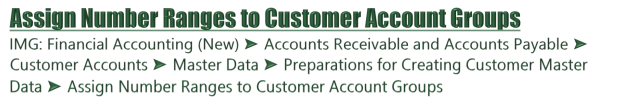 Assign Number Ranges to Customer Account Groups
IMG: Financial Accounting (New) ➤ Accounts Receivable and Accounts Payable ➤
Customer Accounts ➤ Master Data ➤ Preparations for Creating Customer Master
Data ➤ Assign Number Ranges to Customer Account Groups